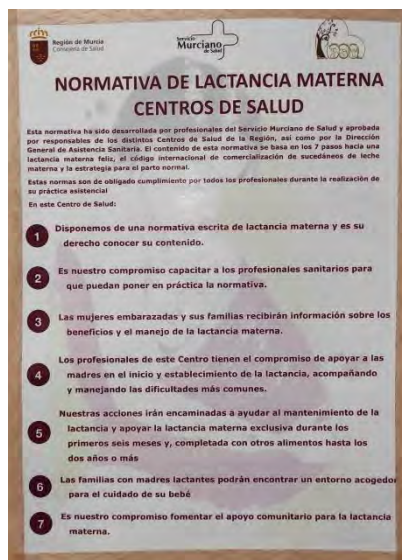 Región de Murcia
Consejería de Salud
Servicio
Murciano
de Salud
NORMATIVA DE LACTANCIA MATERNA
CENTROS DE SALUD
Esta normativa ha sido desarrollada por profesionales del Servicio Murciano de Salud y aprobada
por responsables de los distintos Centros de Salud de la Región, así como por la Dirección
General de Asistencia Sanitaria. El contenido de esta normativa se basa en los 7 pasos hacia una
lactancia materna feliz, el código internacional de comercialización de sucedáneos de leche
materna y la estrategia para el parto normal.
Estas normas son de obligado cumplimiento por todos los profesionales durante la realización de
su práctica asistencial
En este Centro de Salud:
1 Disponemos de una normativa escrita de lactancia materna y es su
derecho conocer su contenido.
2 Es nuestro compromiso capacitar a los profesionales sanitarios para
que puedan poner en práctica la normativa.
3 Las mujeres embarazadas y sus familias recibirán información sobre los
beneficios y el manejo de la lactancia materna.
4 Los profesionales de este Centro tienen el compromiso de apoyar a las
madres en el inicio y establecimiento de la lactancia, acompañando
y manejando las dificultades más comunes.
5 Nuestras acciones irán encaminadas a ayudar al mantenimiento de la
lactancia y apoyar la lactancia materna exclusiva durante los
primeros seis meses y, completada con otros alimentos hasta los
dos años o más
6 Las familias con madres lactantes podrán encontrar un entorno acogedor
para el cuidado de su bebé
7 Es nuestro compromiso fomentar el apoyo comunitario para la lactancia
materna.